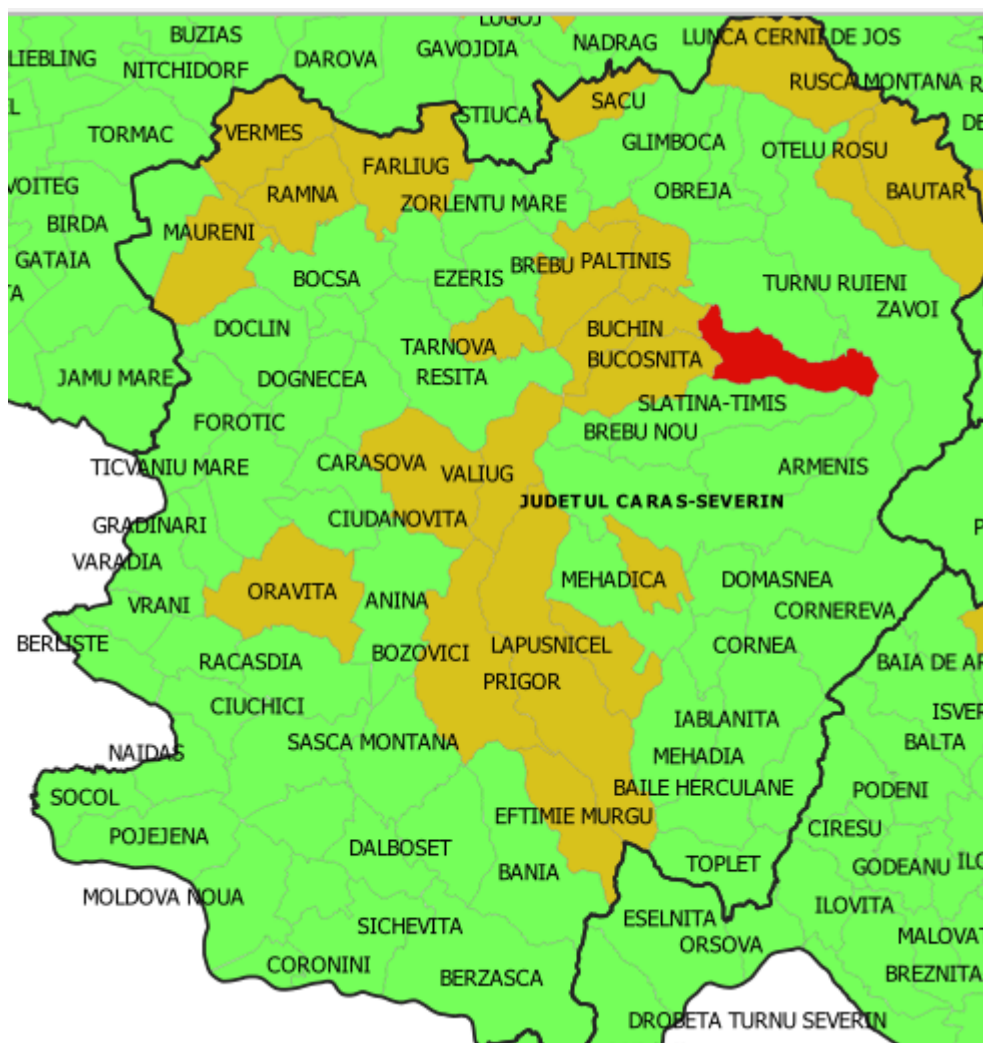 LUGOJ
BUZIAS
GAVOJDIA
NADRAG
LUNCA CERNII DE JOS
LIEBLING
NITCHIDORF
DAROVA
RUSCA MONTANA
SACU
STIUCA
TORMAC
VERMES
GLIMBOCA
OTELU ROSU
FARLIUG
VOITEG
RAMNA
OBREJA
BAUTAR
ZORLENTU MARE
BIRDA
MAURENI
GATAIA
BREBU
PALTINIS
BOCSA
EZERIS
TURNU RUIENI
ZAVOI
DOCLIN
BUCHIN
TARNOVA
BUCOSNITA
JAMU MARE
DOGNECEA
RESITA
SLATINA-TIMIS
FOROTIC
BREBU NOU
TICVANIU MARE
CARASOVA
VALIUG
ARMENIS
JUDETUL CARAS-SEVERIN
GRADINARI
CIUDANOVITA
VARADIA
MEHADICA
DOMASNEA
ORAVITA
ANINA
VRANI
CORNEREVA
BERLISTE
LAPUSNICEL
CORNEA
RACASDIA
BOZOVICI
BAIA DE AR
PRIGOR
CIUCHICI
IABLANITA
ISVER
NAIDAS
SASCA MONTANA
MEHADIA
BALTA
SOCOL
BAILE HERCULANE
PODENI
EFTIMIE MURGU
CIRESU
POJEJENA
DALBOSET
TOPLET
GODEANU
BANIA
MOLDOVA NOUA
ILOVITA
SICHEVITA
ESELNITA
ORSOVA
MALOVAT
CORONINI
BERZASCA
BREZNITA
DROBETA TURNU SEVERIN